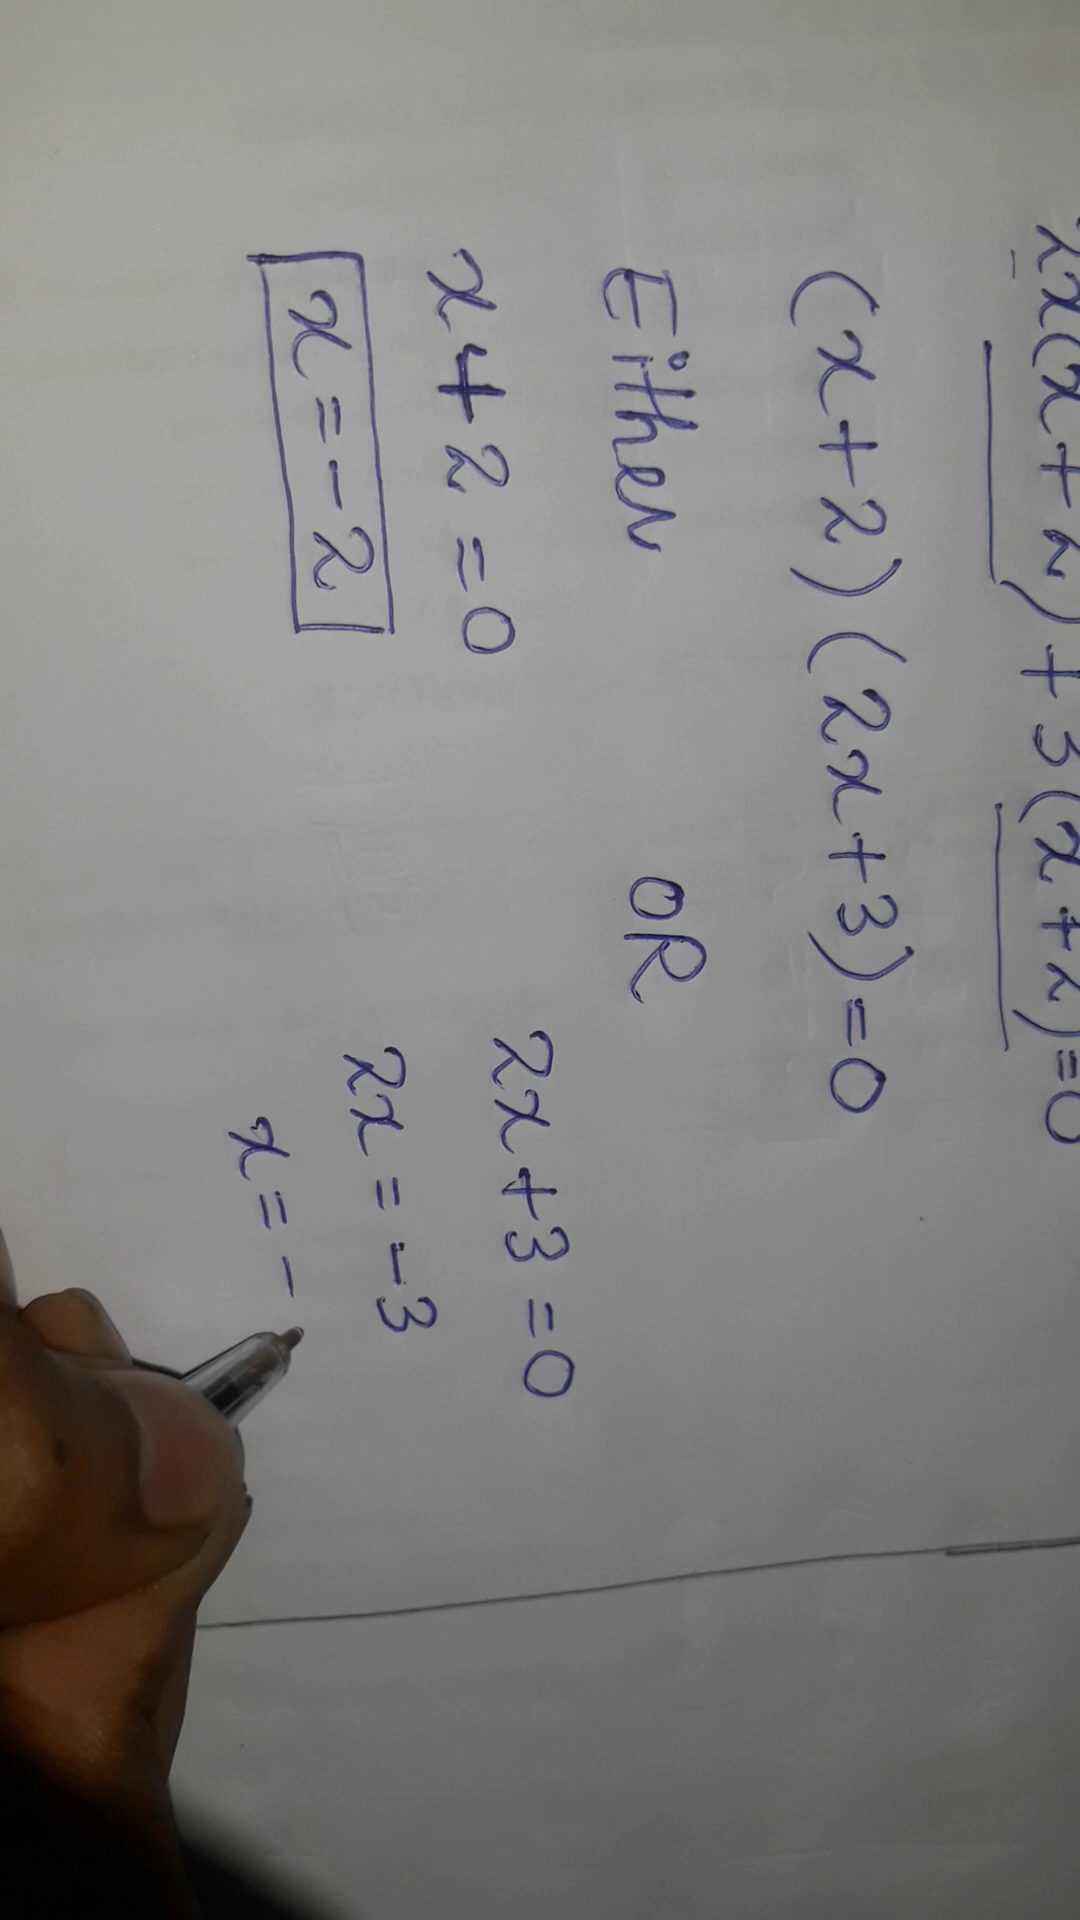 2x(x+2)+3(x+2)=0
(x+2)(2x+3)=0
Either OR
x+2=0 2x+3=0
x=-2 2x=-3
x=-